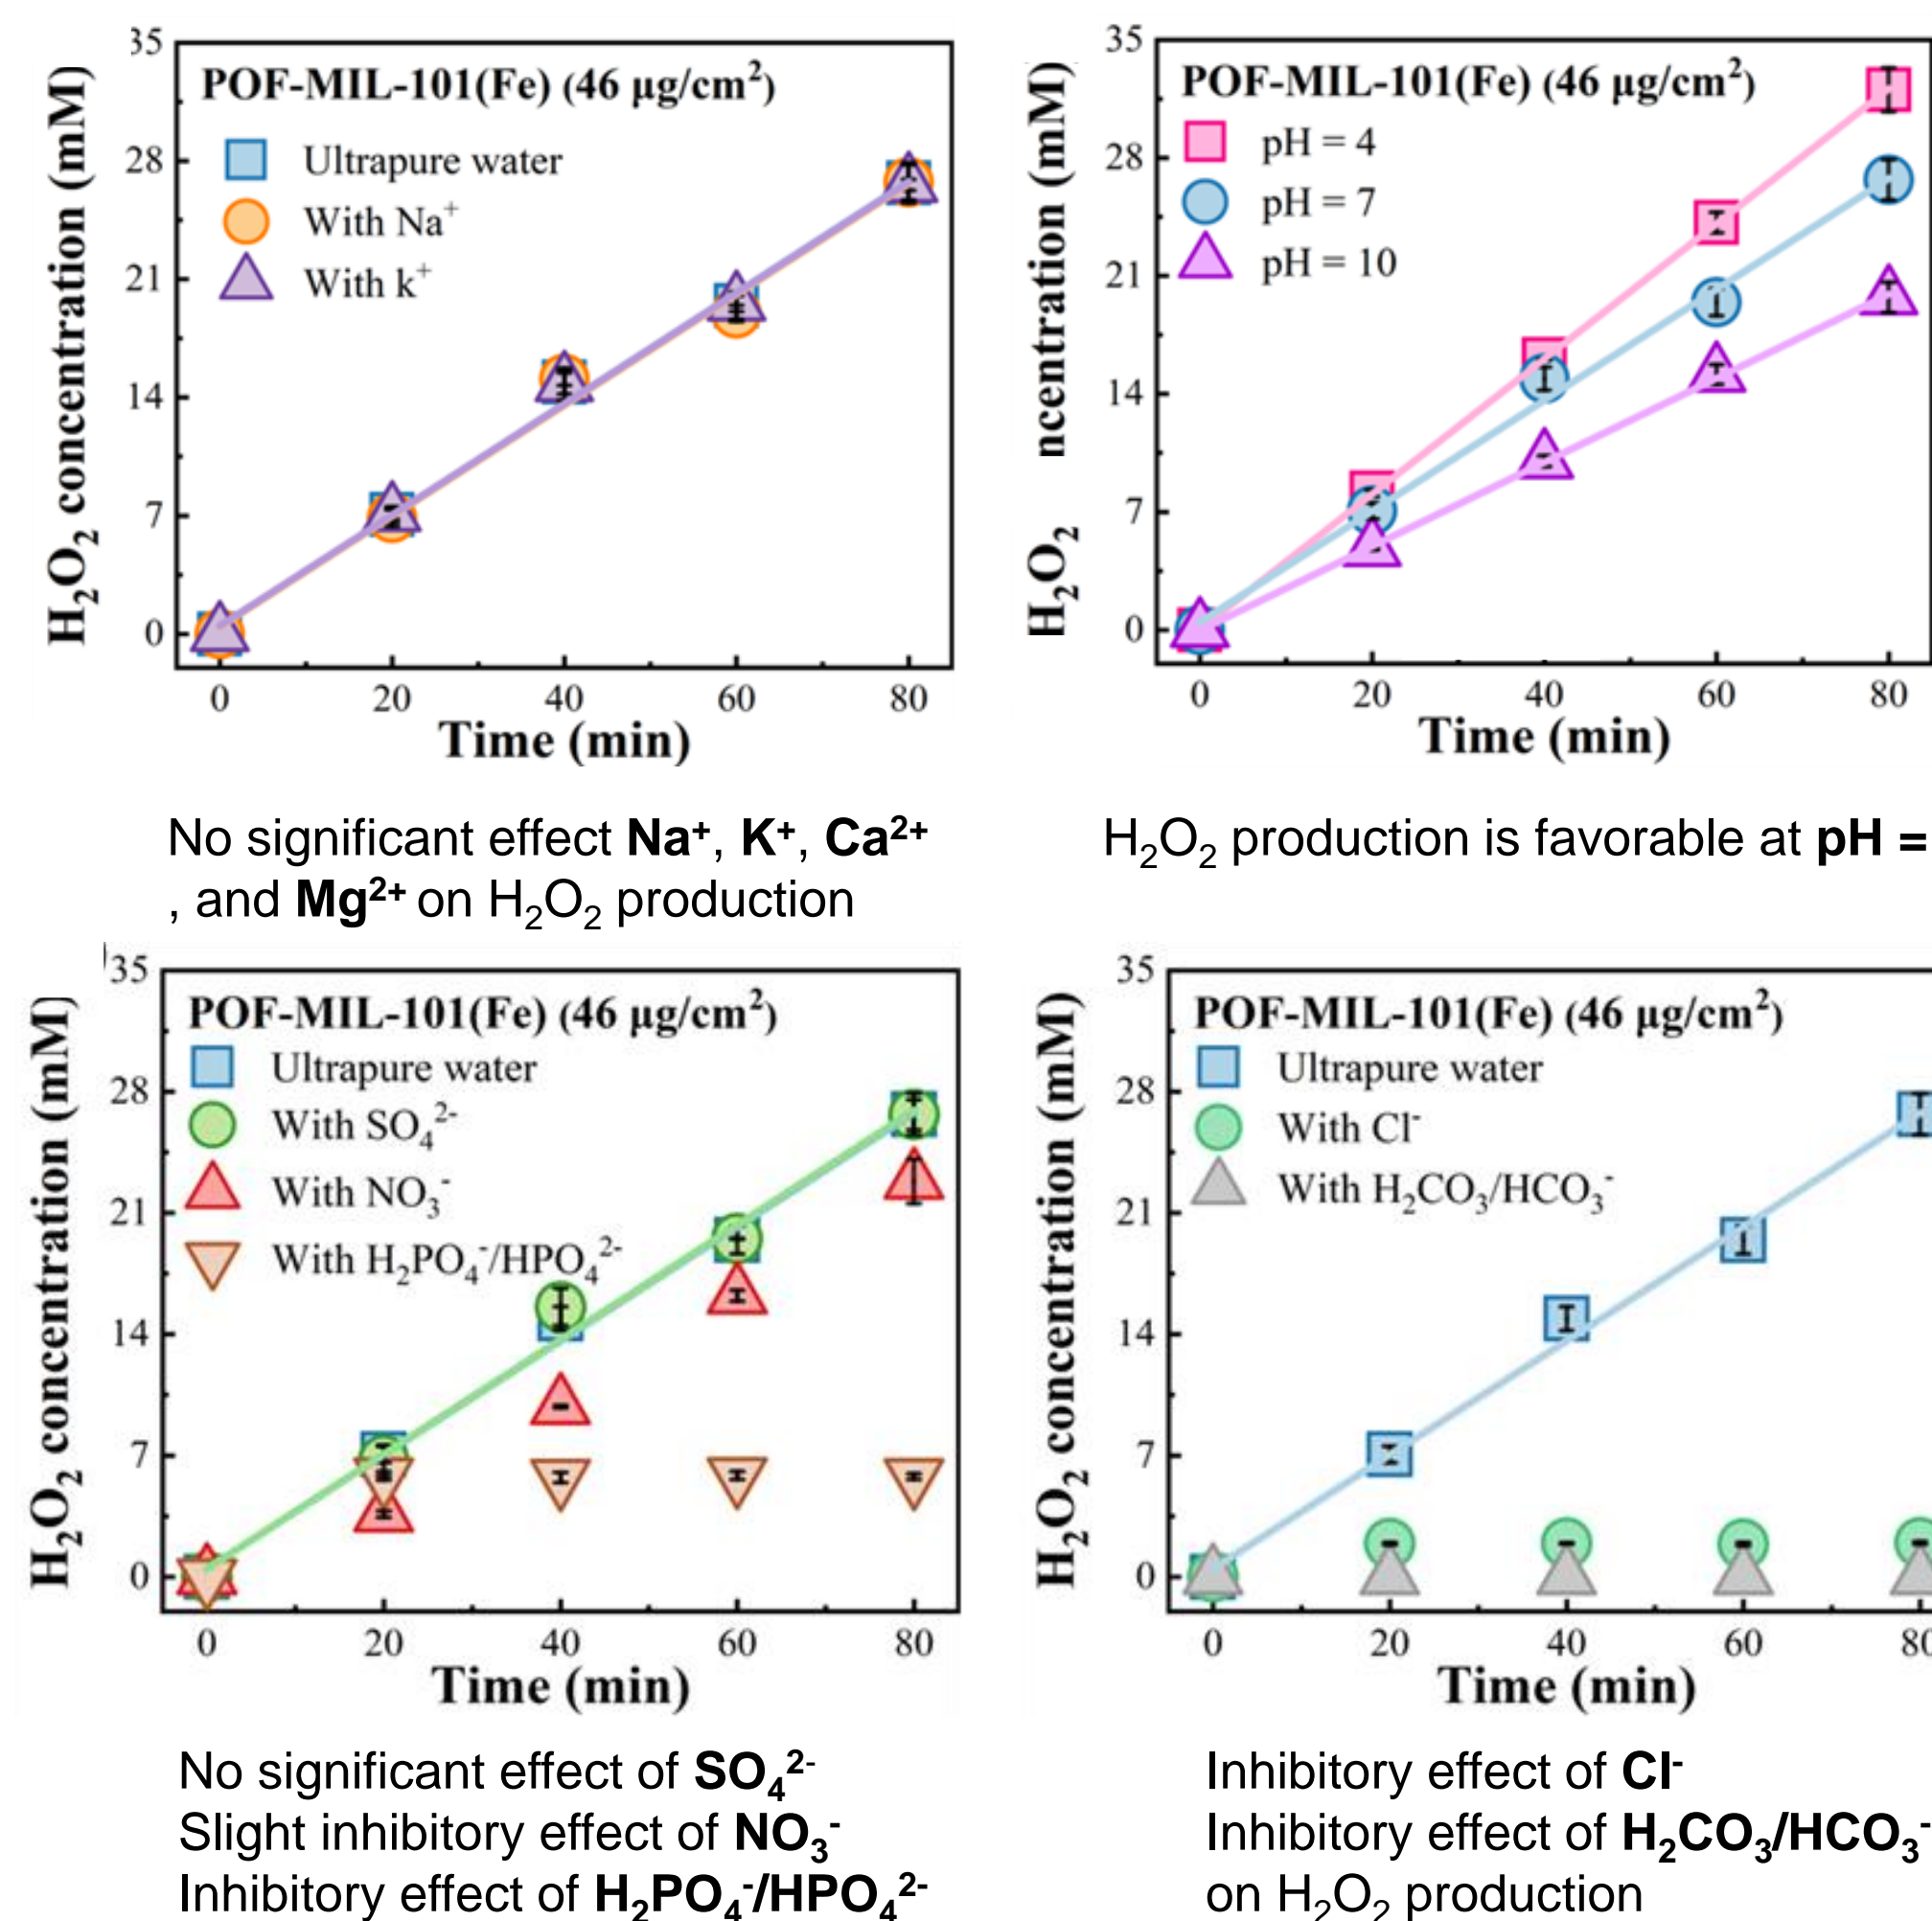 35
POF-MIL-101(Fe) (46 µg/cm²)
Ultrapure water
With Na⁺
With k⁺
28
21
14
7
0
H₂O₂ concentration (mM)
0 20 40 60 80
Time (min)
35
POF-MIL-101(Fe) (46 µg/cm²)
pH = 4
pH = 7
pH = 10
28
21
14
7
0
H₂O₂ ncentration (mM)
0 20 40 60 80
Time (min)
No significant effect Na⁺, K⁺, Ca²⁺
, and Mg²⁺ on H₂O₂ production
H₂O₂ production is favorable at pH =
35
POF-MIL-101(Fe) (46 µg/cm²)
Ultrapure water
With SO₄²⁻
With NO₃⁻
With H₂PO₄⁻/HPO₄²⁻
28
21
14
7
0
H₂O₂ concentration (mM)
0 20 40 60 80
Time (min)
35
POF-MIL-101(Fe) (46 µg/cm²)
Ultrapure water
With Cl⁻
With H₂CO₃/HCO₃⁻
28
21
14
7
0
H₂O₂ concentration (mM)
0 20 40 60 80
Time (min)
No significant effect of SO₄²⁻
Slight inhibitory effect of NO₃⁻
Inhibitory effect of H₂PO₄⁻/HPO₄²⁻
Inhibitory effect of Cl⁻
Inhibitory effect of H₂CO₃/HCO₃⁻
on H₂O₂ production